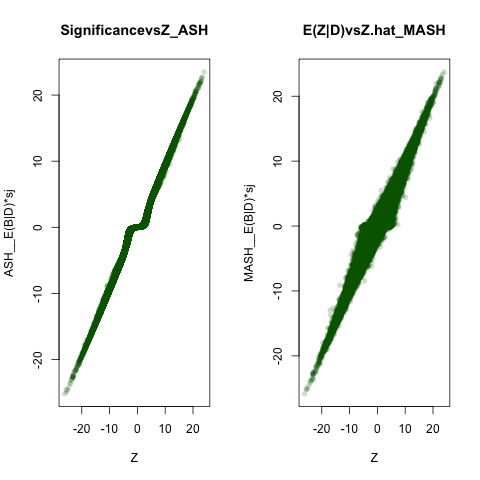 SignificancevsZ_ASH
ASH__E(B|D)*sj
20
10
0
-10
-20
-20 -10 0 10 20
Z
E(Z|D)vsZ.hat_MASH
MASH__E(B|D)*sj
20
10
0
-10
-20
-20 -10 0 10 20
Z